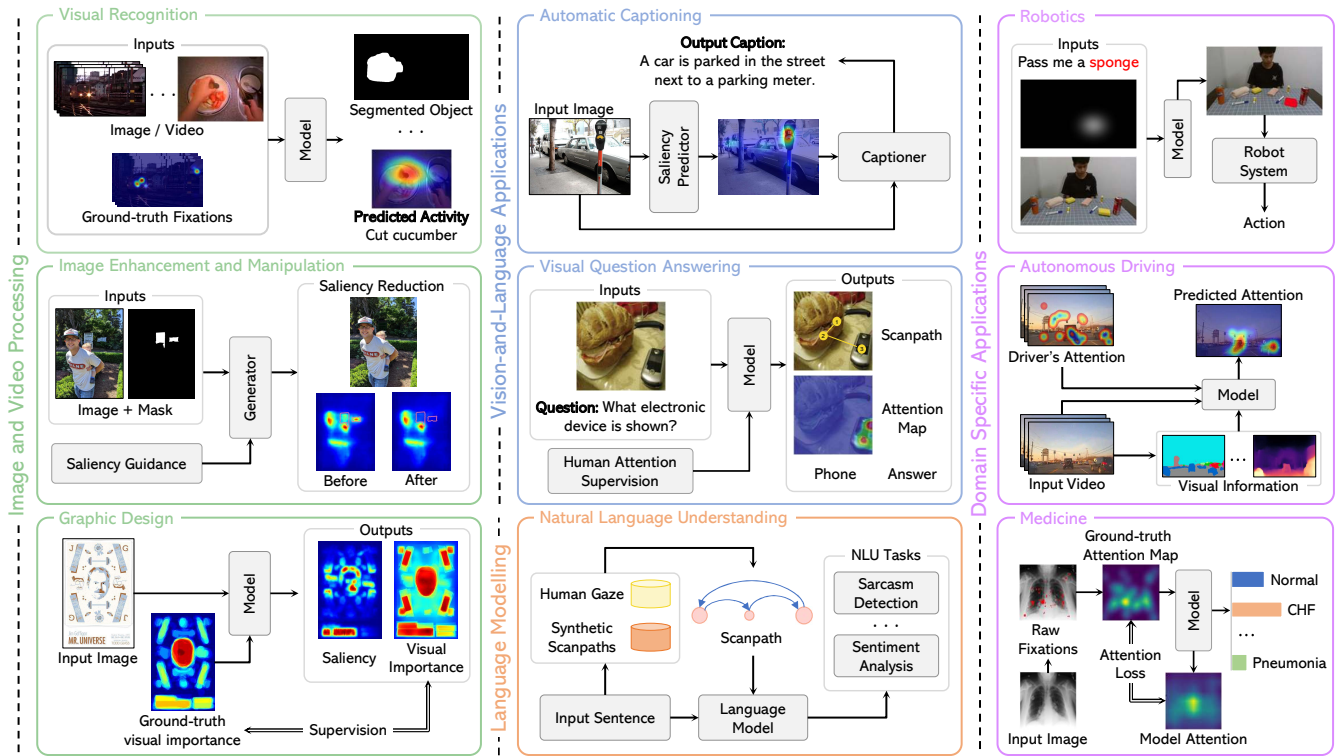 Image and Video Processing
Visual Recognition
Inputs
. . .
Image / Video
Ground-truth Fixations
Model
Segmented Object
. . .
Predicted Activity
Cut cucumber
Image Enhancement and Manipulation
Inputs
Image + Mask
Saliency Guidance
Generator
Saliency Reduction
Before
After
Graphic Design
J
G
D
J
MR. UNIVERSE
Input Image
Ground-truth
visual importance
Model
Outputs
Saliency
Visual
Importance
Supervision
Vision-and-Language Applications
Automatic Captioning
Output Caption:
A car is parked in the street
next to a parking meter.
Input Image
Saliency
Predictor
Captioner
Visual Question Answering
Inputs
Question: What electronic
device is shown?
Human Attention
Supervision
Model
Outputs
1
2
3
Scanpath
Attention
Map
Phone
Answer
Language Modelling
Natural Language Understanding
Human Gaze
Synthetic
Scanpaths
Input Sentence
Scanpath
Language
Model
NLU Tasks
Sarcasm
Detection
. . .
Sentiment
Analysis
Domain Specific Applications
Robotics
Inputs
Pass me a sponge
Model
Robot
System
Action
Autonomous Driving
Driver's Attention
Input Video
Predicted Attention
Model
...
Visual Information
Medicine
Ground-truth
Attention Map
Raw
Fixations
Input Image
Attention
Loss
Model
Model Attention
Normal
CHF
...
Pneumonia